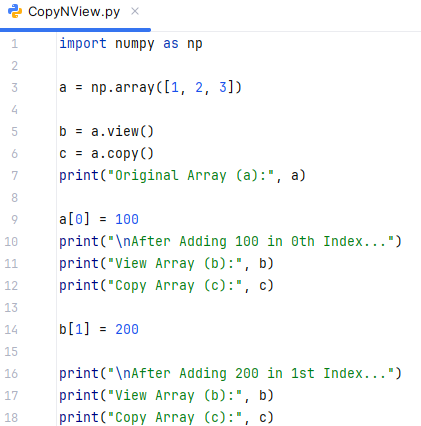 CopyNView.py ×
1 import numpy as np
2
3 a = np.array([1, 2, 3])
4
5 b = a.view()
6 c = a.copy()
7 print("Original Array (a):", a)
8
9 a[0] = 100
10 print("\nAfter Adding 100 in 0th Index...")
11 print("View Array (b):", b)
12 print("Copy Array (c):", c)
13
14 b[1] = 200
15
16 print("\nAfter Adding 200 in 1st Index...")
17 print("View Array (b):", b)
18 print("Copy Array (c):", c)